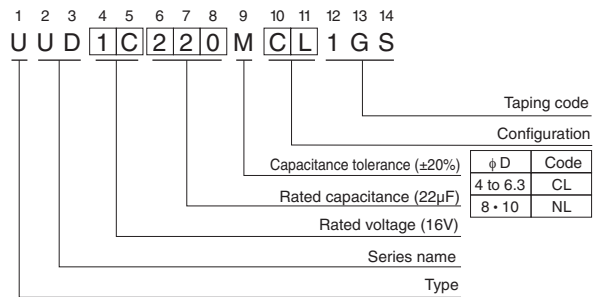 1 2 3 4 5 6 7 8 9 10 11 12 13 14
U U D 1 C 2 2 0 M C L 1 G S
Taping code
Configuration
Capacitance tolerance (±20%)
Rated capacitance (22µF)
Rated voltage (16V)
Series name
Type
ϕ D Code
4 to 6.3 CL
8 • 10 NL